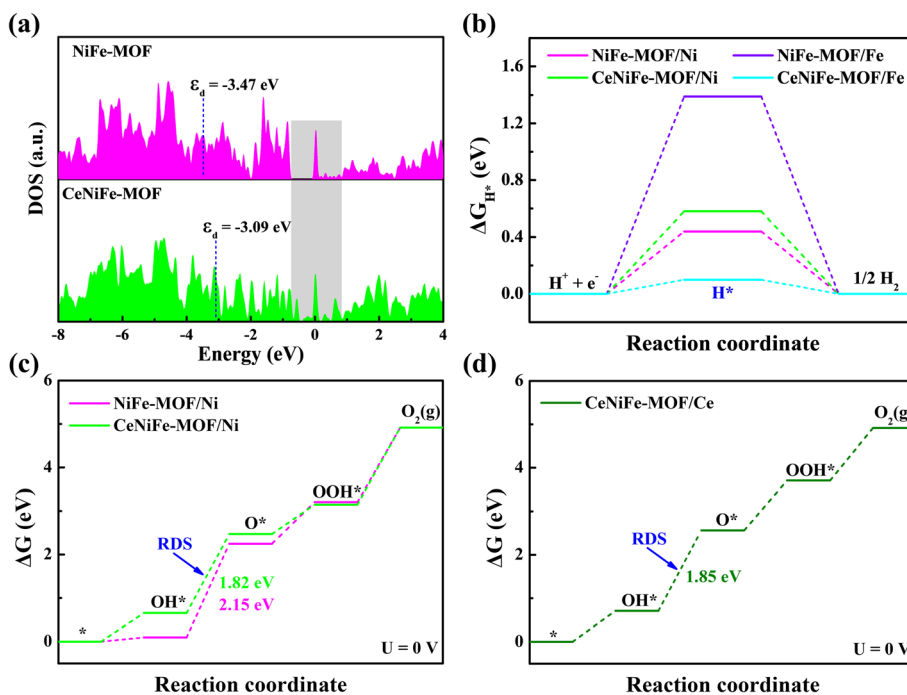 (a)
NiFe-MOF
ε_d = -3.47 eV
CeNiFe-MOF
ε_d = -3.09 eV
DOS (a.u.)
-8 -6 -4 -2 0 2 4
Energy (eV)
(b)
NiFe-MOF/Ni NiFe-MOF/Fe
CeNiFe-MOF/Ni CeNiFe-MOF/Fe
1.6
1.2
0.8
0.4
0.0
ΔG_H* (eV)
H⁺ + e⁻
H*
1/2 H₂
Reaction coordinate
(c)
NiFe-MOF/Ni
CeNiFe-MOF/Ni
6
4
2
0
ΔG (eV)
O₂(g)
OOH*
O*
RDS
1.82 eV
2.15 eV
OH*
*
U = 0 V
Reaction coordinate
(d)
CeNiFe-MOF/Ce
6
4
2
0
ΔG (eV)
O₂(g)
OOH*
O*
RDS
1.85 eV
OH*
*
U = 0 V
Reaction coordinate